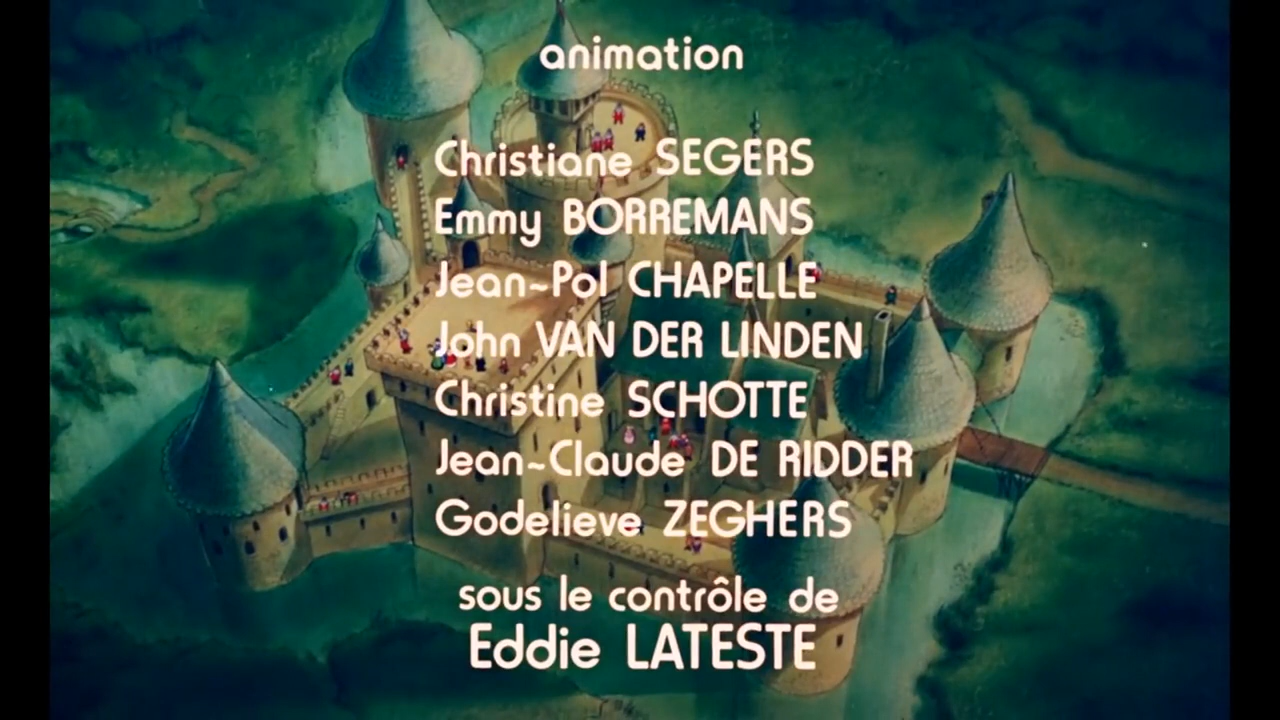 animation
Christiane SEGERS
Emmy BORREMANS
Jean~Pol CHAPELLE
John VAN DER LINDEN
Christine SCHOTTE
Jean~Claude DE RIDDER
Godelieve ZEGHERS
sous le contrôle de
Eddie LATESTE